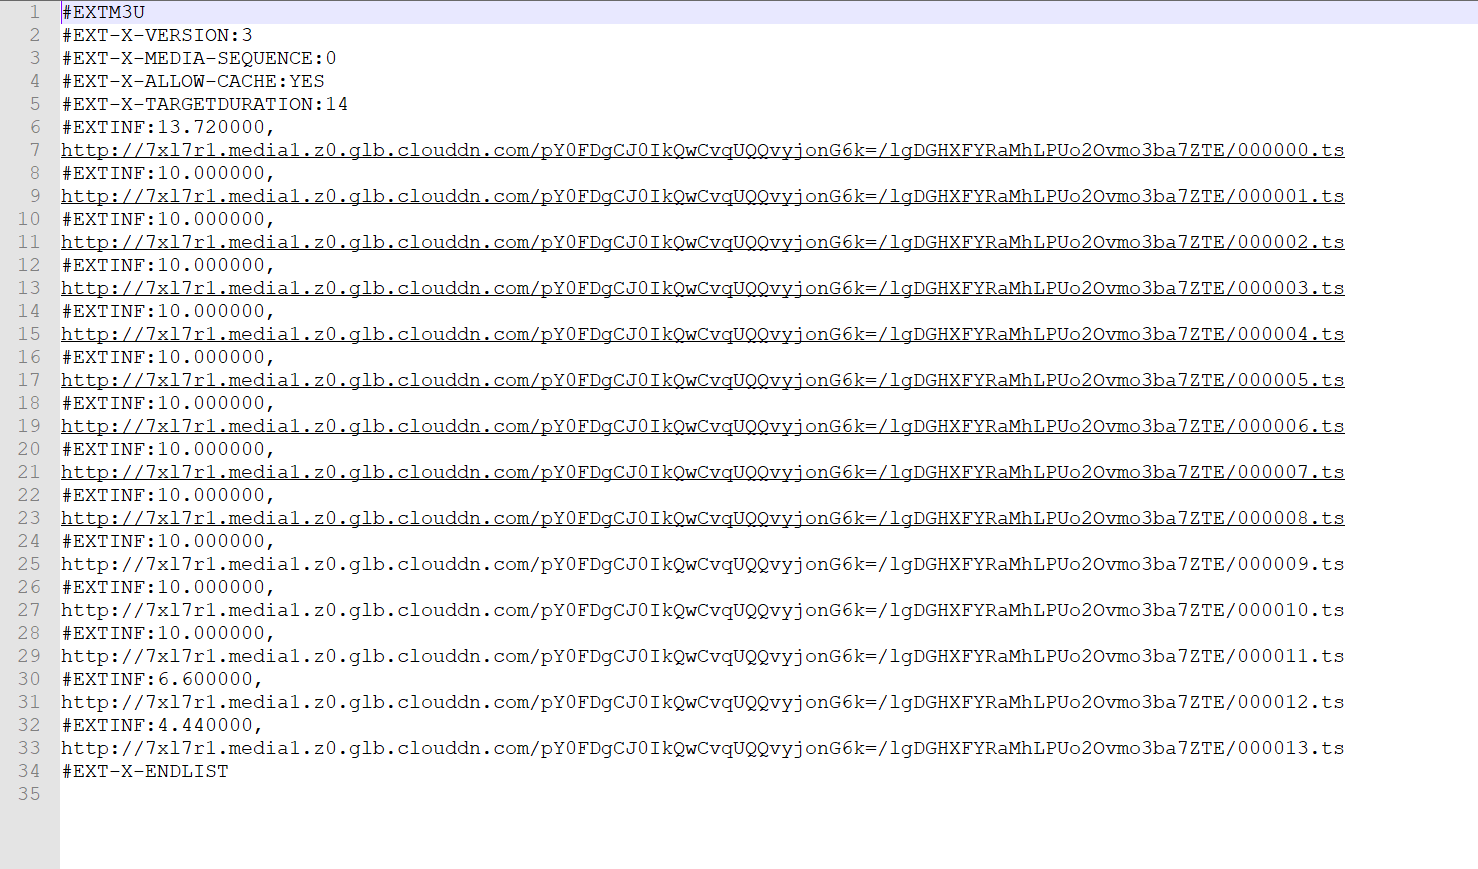 1 #EXTM3U
2 #EXT-X-VERSION:3
3 #EXT-X-MEDIA-SEQUENCE:0
4 #EXT-X-ALLOW-CACHE:YES
5 #EXT-X-TARGETDURATION:14
6 #EXTINF:13.720000,
7 http://7xl7r1.media1.z0.glb.clouddn.com/pY0FDgCJ0IkQwCvqUQQvyjonG6k=/lgDGHXFYRaMhLPUo2Ovmo3ba7ZTE/000000.ts
8 #EXTINF:10.000000,
9 http://7xl7r1.media1.z0.glb.clouddn.com/pY0FDgCJ0IkQwCvqUQQvyjonG6k=/lgDGHXFYRaMhLPUo2Ovmo3ba7ZTE/000001.ts
10 #EXTINF:10.000000,
11 http://7xl7r1.media1.z0.glb.clouddn.com/pY0FDgCJ0IkQwCvqUQQvyjonG6k=/lgDGHXFYRaMhLPUo2Ovmo3ba7ZTE/000002.ts
12 #EXTINF:10.000000,
13 http://7xl7r1.media1.z0.glb.clouddn.com/pY0FDgCJ0IkQwCvqUQQvyjonG6k=/lgDGHXFYRaMhLPUo2Ovmo3ba7ZTE/000003.ts
14 #EXTINF:10.000000,
15 http://7xl7r1.media1.z0.glb.clouddn.com/pY0FDgCJ0IkQwCvqUQQvyjonG6k=/lgDGHXFYRaMhLPUo2Ovmo3ba7ZTE/000004.ts
16 #EXTINF:10.000000,
17 http://7xl7r1.media1.z0.glb.clouddn.com/pY0FDgCJ0IkQwCvqUQQvyjonG6k=/lgDGHXFYRaMhLPUo2Ovmo3ba7ZTE/000005.ts
18 #EXTINF:10.000000,
19 http://7xl7r1.media1.z0.glb.clouddn.com/pY0FDgCJ0IkQwCvqUQQvyjonG6k=/lgDGHXFYRaMhLPUo2Ovmo3ba7ZTE/000006.ts
20 #EXTINF:10.000000,
21 http://7xl7r1.media1.z0.glb.clouddn.com/pY0FDgCJ0IkQwCvqUQQvyjonG6k=/lgDGHXFYRaMhLPUo2Ovmo3ba7ZTE/000007.ts
22 #EXTINF:10.000000,
23 http://7xl7r1.media1.z0.glb.clouddn.com/pY0FDgCJ0IkQwCvqUQQvyjonG6k=/lgDGHXFYRaMhLPUo2Ovmo3ba7ZTE/000008.ts
24 #EXTINF:10.000000,
25 http://7xl7r1.media1.z0.glb.clouddn.com/pY0FDgCJ0IkQwCvqUQQvyjonG6k=/lgDGHXFYRaMhLPUo2Ovmo3ba7ZTE/000009.ts
26 #EXTINF:10.000000,
27 http://7xl7r1.media1.z0.glb.clouddn.com/pY0FDgCJ0IkQwCvqUQQvyjonG6k=/lgDGHXFYRaMhLPUo2Ovmo3ba7ZTE/000010.ts
28 #EXTINF:10.000000,
29 http://7xl7r1.media1.z0.glb.clouddn.com/pY0FDgCJ0IkQwCvqUQQvyjonG6k=/lgDGHXFYRaMhLPUo2Ovmo3ba7ZTE/000011.ts
30 #EXTINF:6.600000,
31 http://7xl7r1.media1.z0.glb.clouddn.com/pY0FDgCJ0IkQwCvqUQQvyjonG6k=/lgDGHXFYRaMhLPUo2Ovmo3ba7ZTE/000012.ts
32 #EXTINF:4.440000,
33 http://7xl7r1.media1.z0.glb.clouddn.com/pY0FDgCJ0IkQwCvqUQQvyjonG6k=/lgDGHXFYRaMhLPUo2Ovmo3ba7ZTE/000013.ts
34 #EXT-X-ENDLIST
35